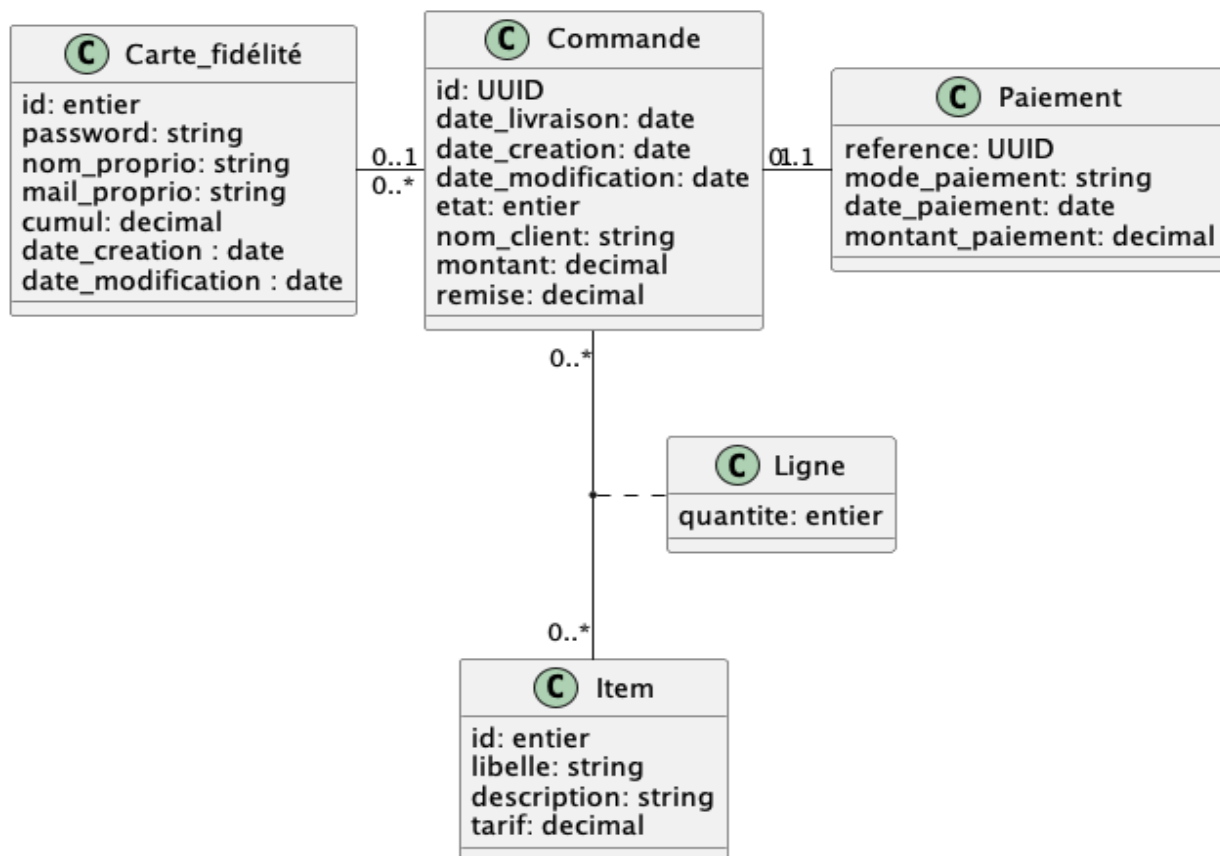 C Carte_fidélité
id: entier
password: string
nom_proprio: string
mail_proprio: string
cumul: decimal
date_creation : date
date_modification : date
0..1
0..*
C Commande
id: UUID
date_livraison: date
date_creation: date
date_modification: date
etat: entier
nom_client: string
montant: decimal
remise: decimal
C Paiement
reference: UUID
mode_paiement: string
date_paiement: date
montant_paiement: decimal
0..*
C Ligne
quantite: entier
0..*
C Item
id: entier
libelle: string
description: string
tarif: decimal